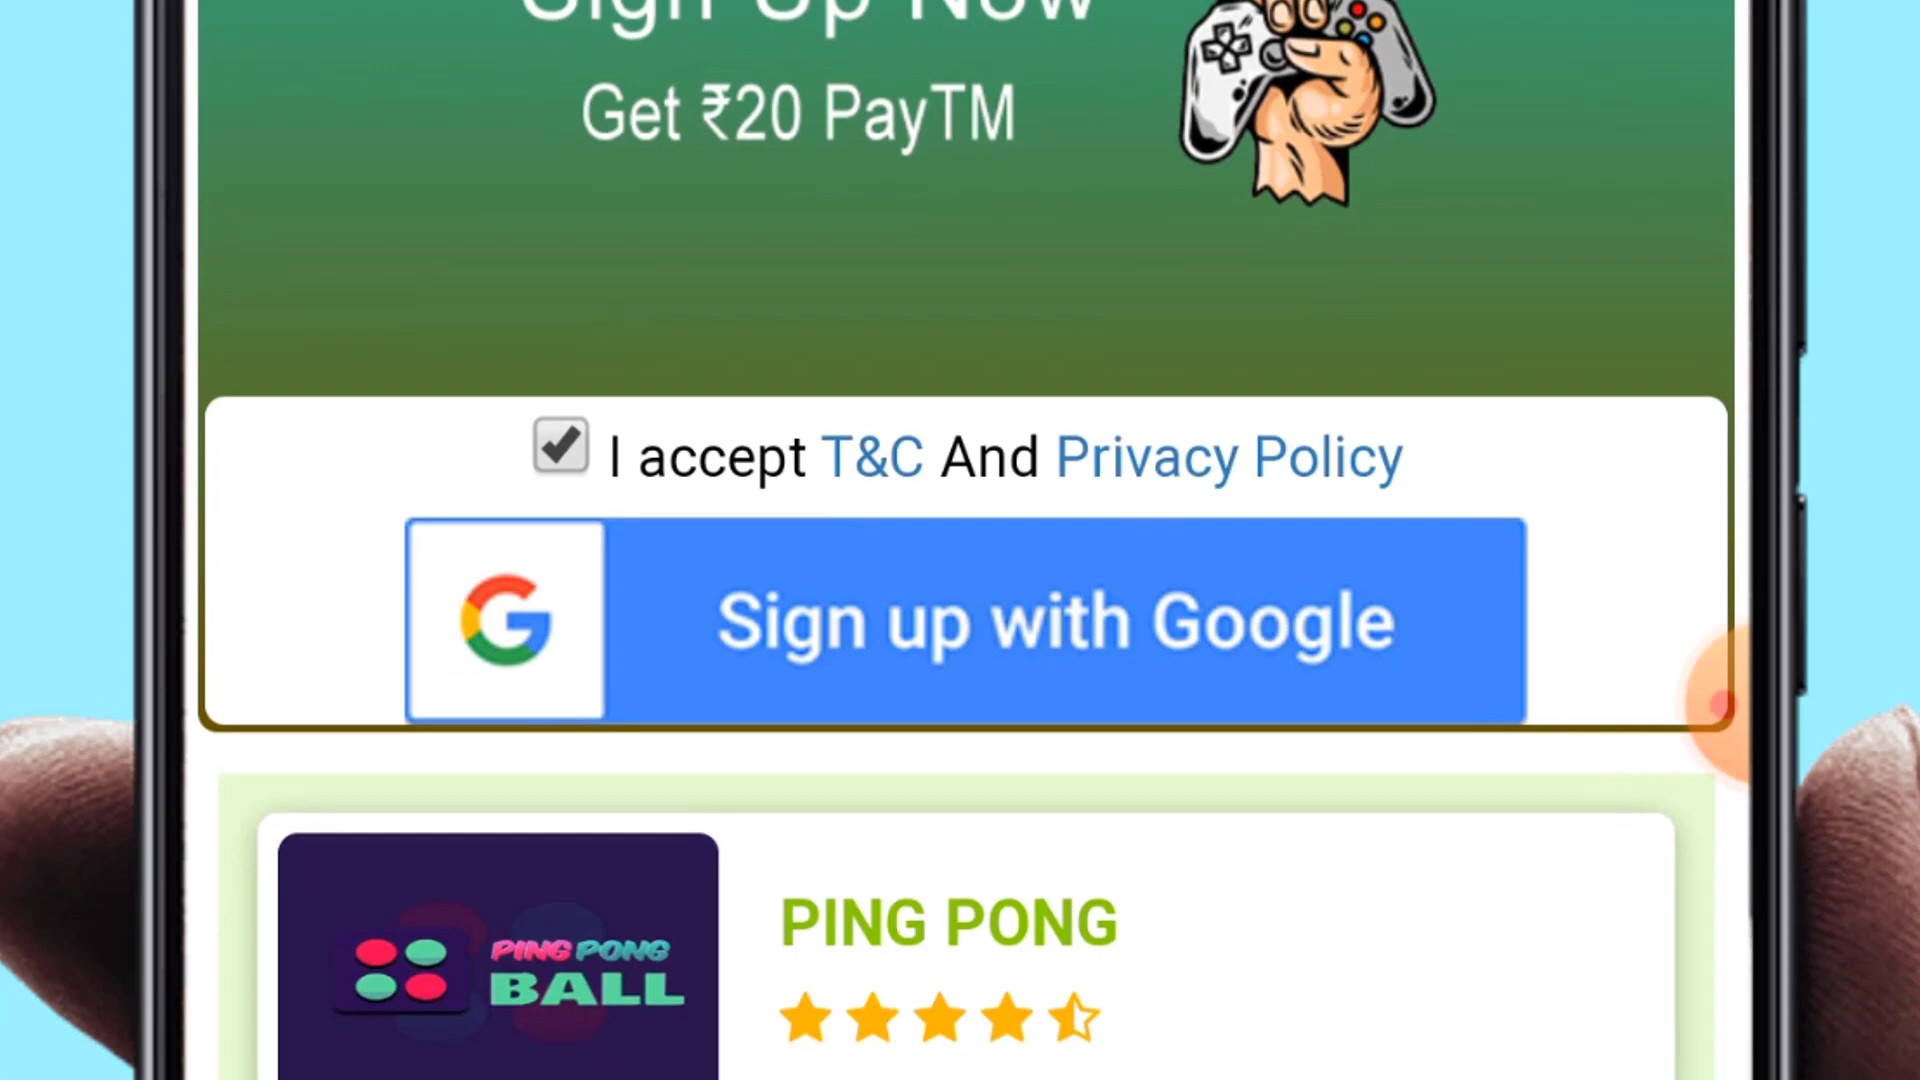 Sign Up Now
Get ₹20 PayTM
I accept T&C And Privacy Policy
Sign up with Google
PING PONG
BALL
PING PONG